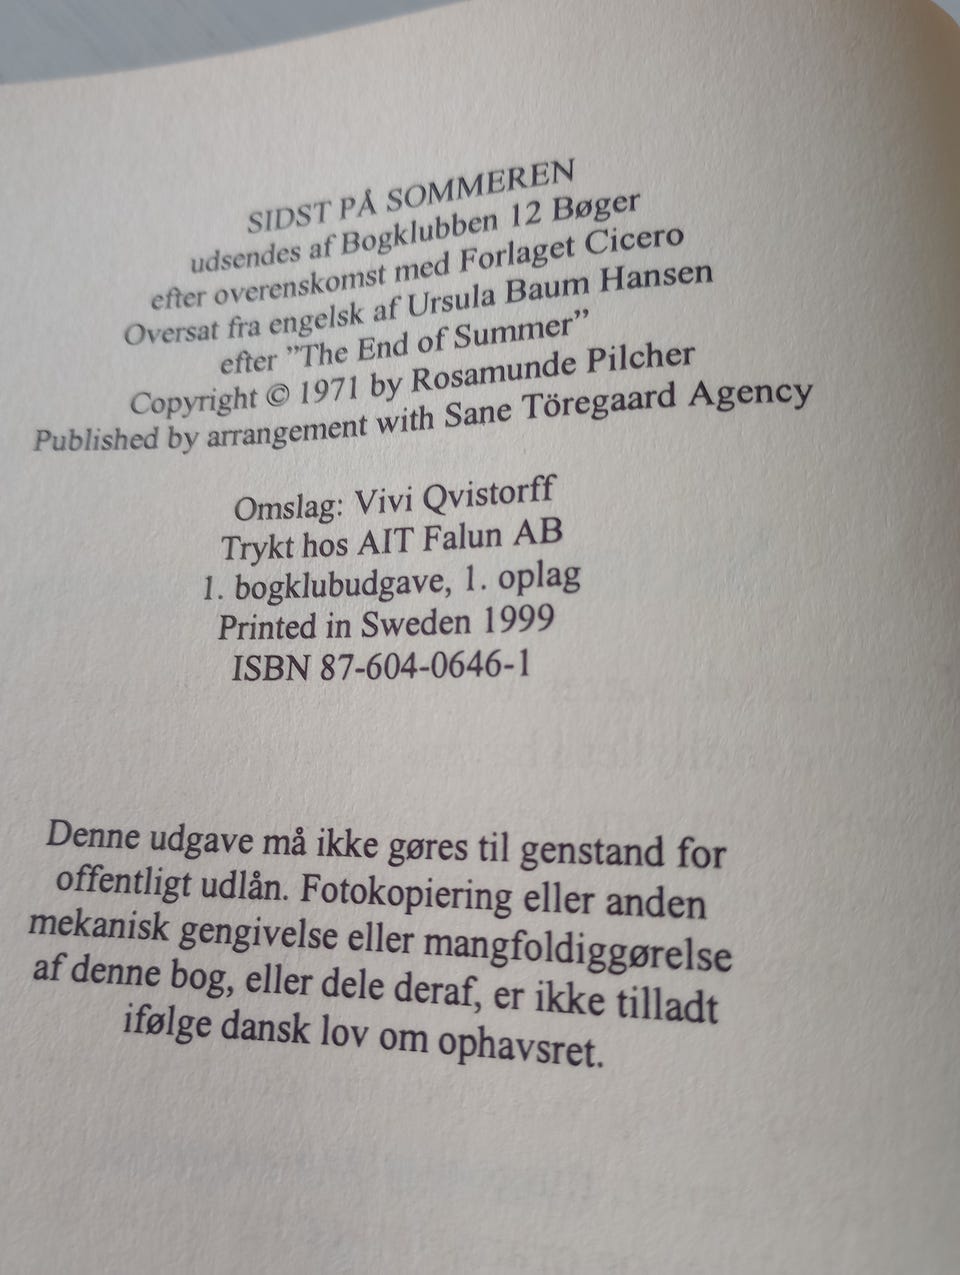 SIDST PÅ SOMMEREN
udsendes af Bogklubben 12 Bøger
efter overenskomst med Forlaget Cicero
Oversat fra engelsk af Ursula Baum Hansen
efter ”The End of Summer”
Copyright © 1971 by Rosamunde Pilcher
Published by arrangement with Sane Töregaard Agency
Omslag: Vivi Qvistorff
Trykt hos AIT Falun AB
1. bogklubudgave, 1. oplag
Printed in Sweden 1999
ISBN 87-604-0646-1
Denne udgave må ikke gøres til genstand for
offentligt udlån. Fotokopiering eller anden
mekanisk gengivelse eller mangfoldiggørelse
af denne bog, eller dele deraf, er ikke tilladt
ifølge dansk lov om ophavsret.